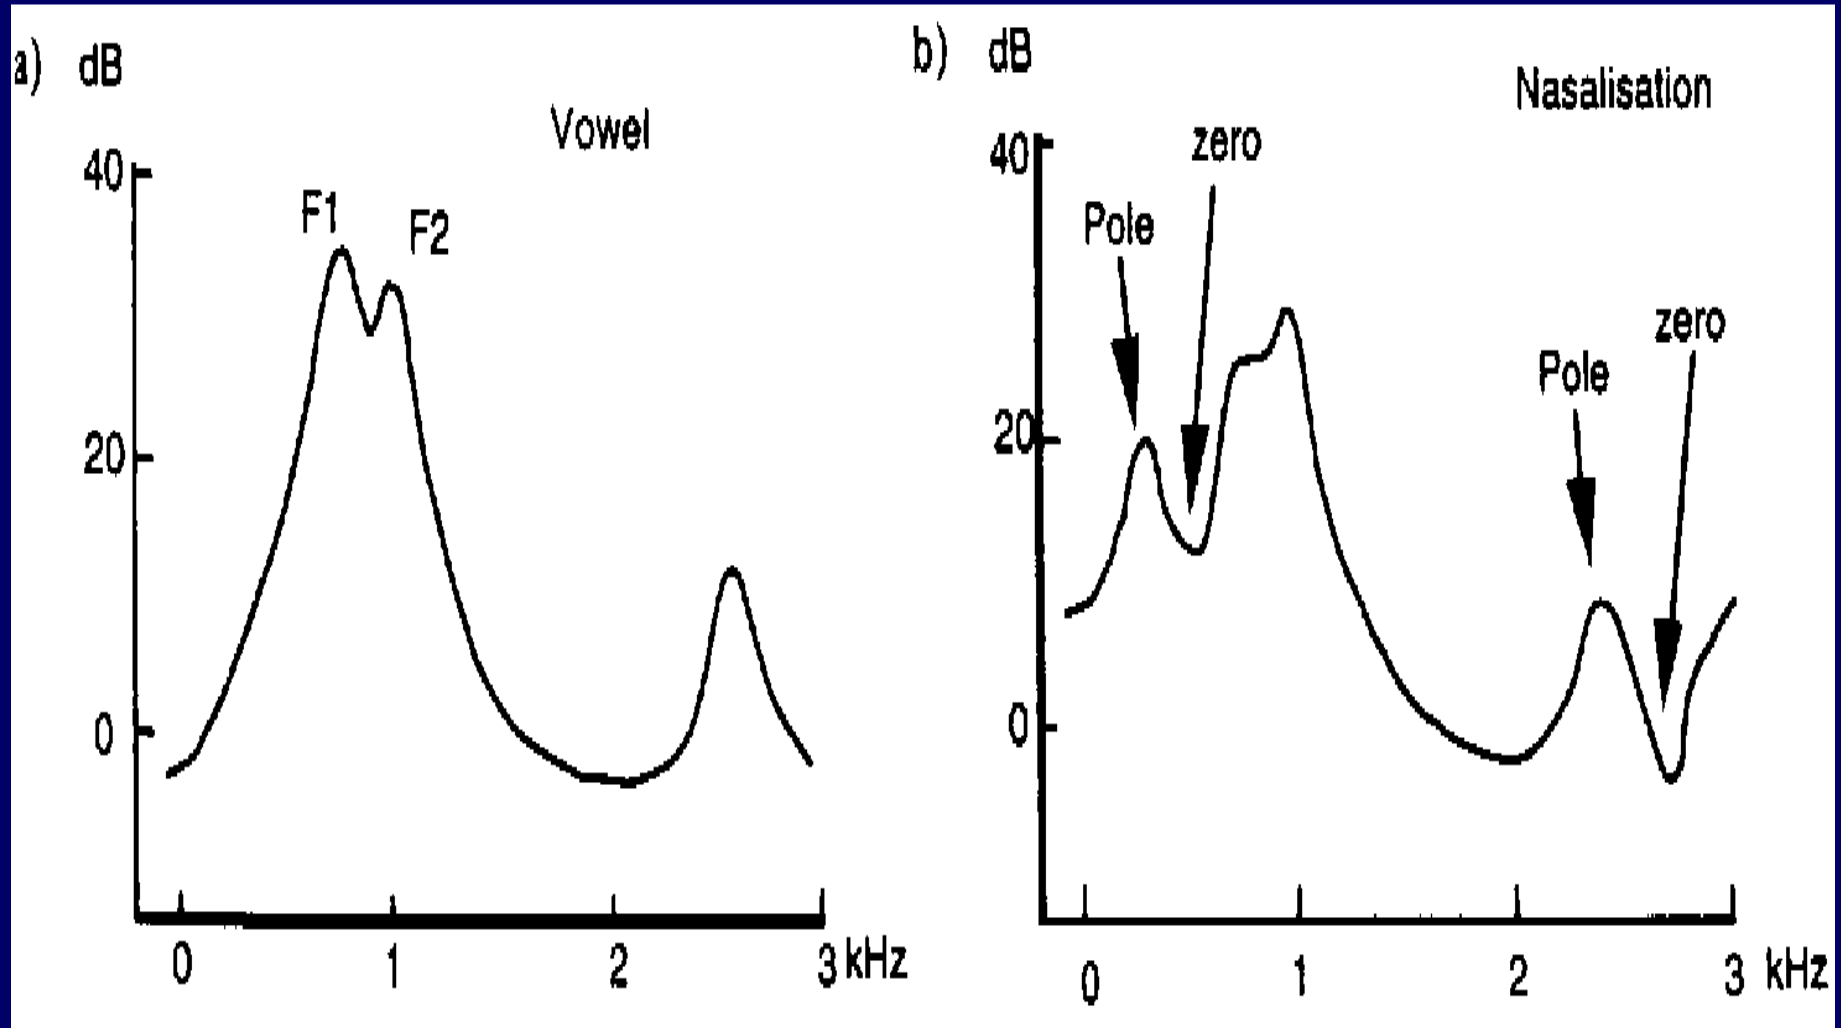 a) dB
Vowel
40
F1
F2
20
0
0 1 2 3 kHz
b) dB
Nasalisation
zero
40
Pole
zero
Pole
20
0
0 1 2 3 kHz